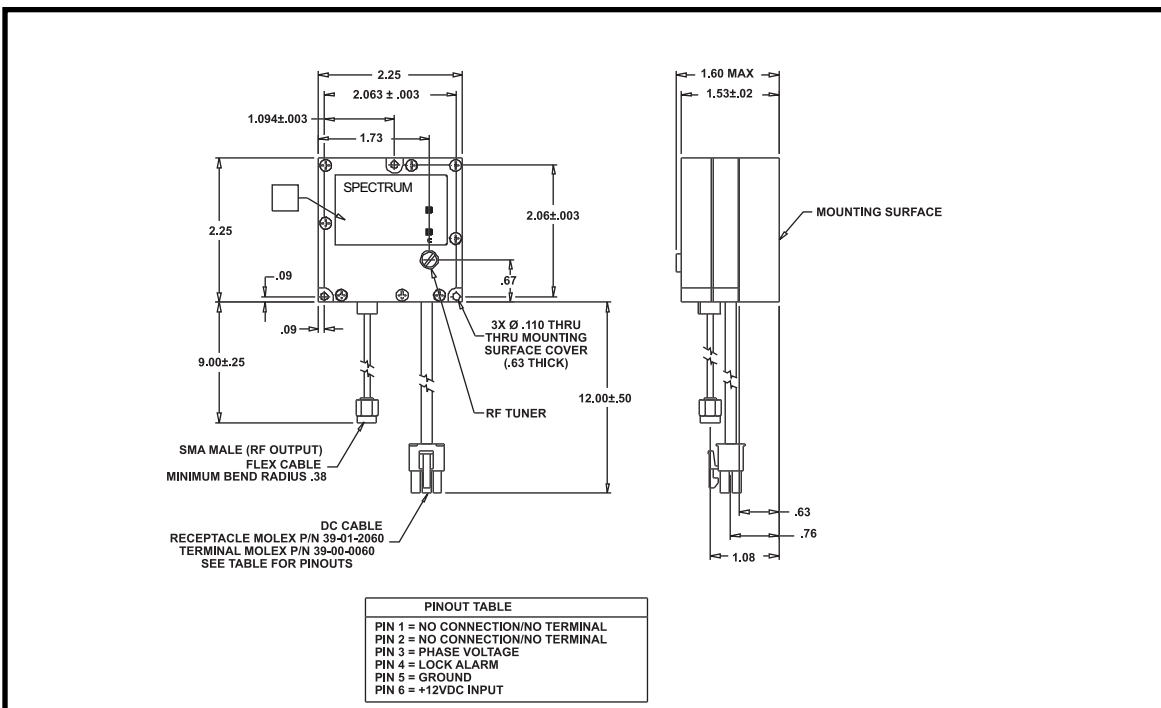 2.25
2.063 ± .003
1.094±.003
1.73
1.60 MAX
1.53±.02
SPECTRUM
2.06±.003
MOUNTING SURFACE
2.25
.09
.67
.09
3X Ø .110 THRU
THRU MOUNTING
SURFACE COVER
(.63 THICK)
9.00±.25
12.00±.50
RF TUNER
SMA MALE (RF OUTPUT)
FLEX CABLE
MINIMUM BEND RADIUS .38
.63
.76
1.08
DC CABLE
RECEPTACLE MOLEX P/N 39-01-2060
TERMINAL MOLEX P/N 39-00-0060
SEE TABLE FOR PINOUTS
PINOUT TABLE
PIN 1 = NO CONNECTION/NO TERMINAL
PIN 2 = NO CONNECTION/NO TERMINAL
PIN 3 = PHASE VOLTAGE
PIN 4 = LOCK ALARM
PIN 5 = GROUND
PIN 6 = +12VDC INPUT